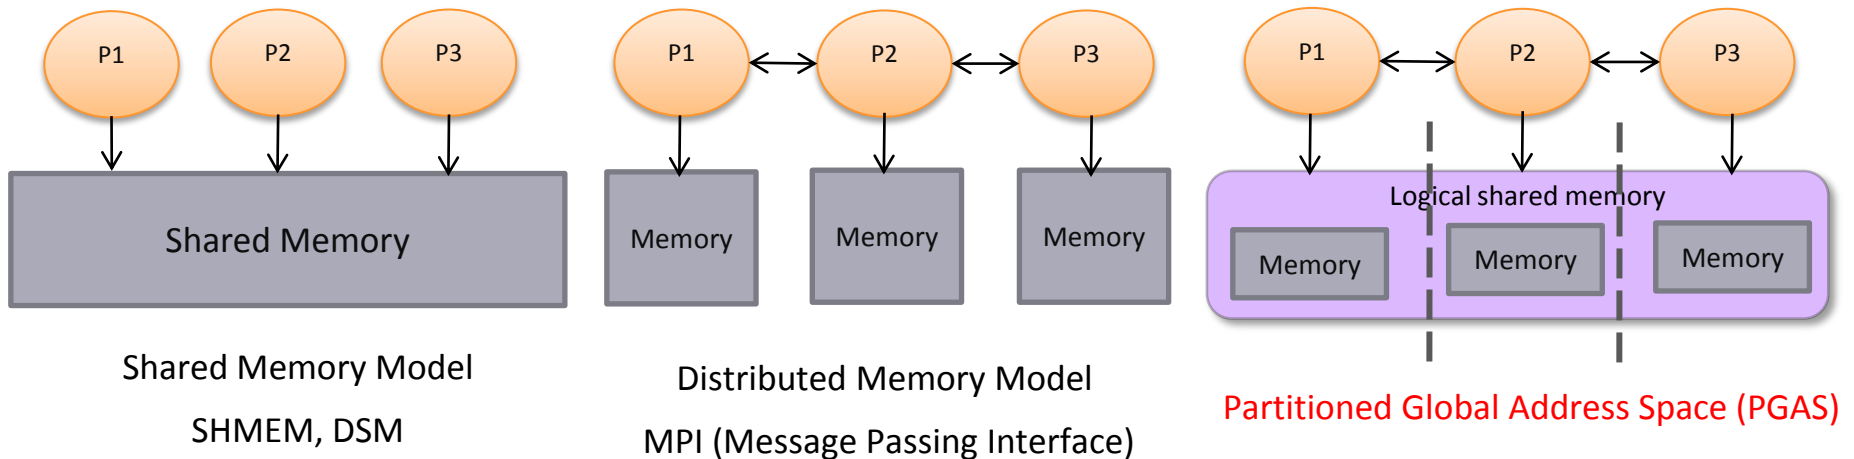 P1
P2
P3
Shared Memory
Shared Memory Model
SHMEM, DSM
P1
P2
P3
Memory
Memory
Memory
Distributed Memory Model
MPI (Message Passing Interface)
P1
P2
P3
Logical shared memory
Memory
Memory
Memory
Partitioned Global Address Space (PGAS)